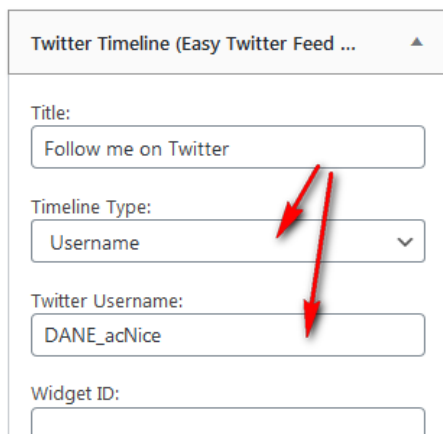 Twitter Timeline (Easy Twitter Feed ...
Title:
Follow me on Twitter
Timeline Type:
Username
Twitter Username:
DANE_acNice
Widget ID: